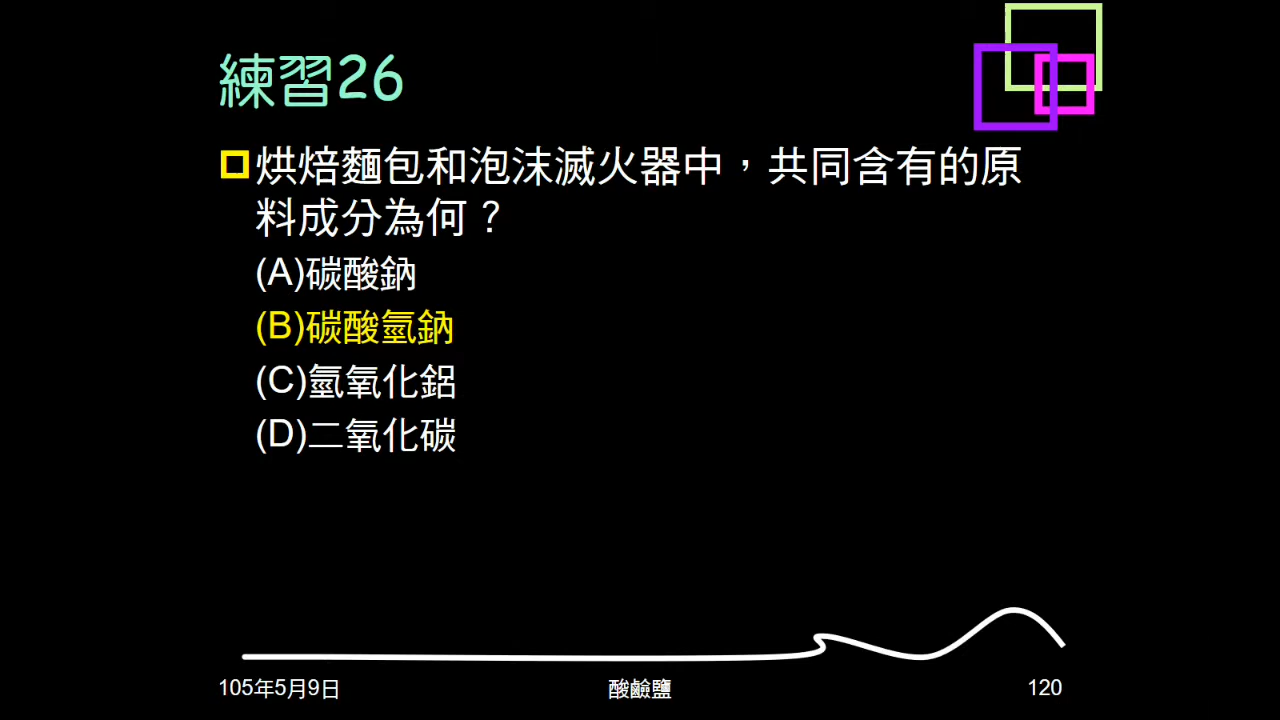 練習26
烘焙麵包和泡沫滅火器中，共同含有的原
料成分為何？
(A)碳酸鈉
(B)碳酸氫鈉
(C)氫氧化鋁
(D)二氧化碳
105年5月9日
酸鹼鹽
120